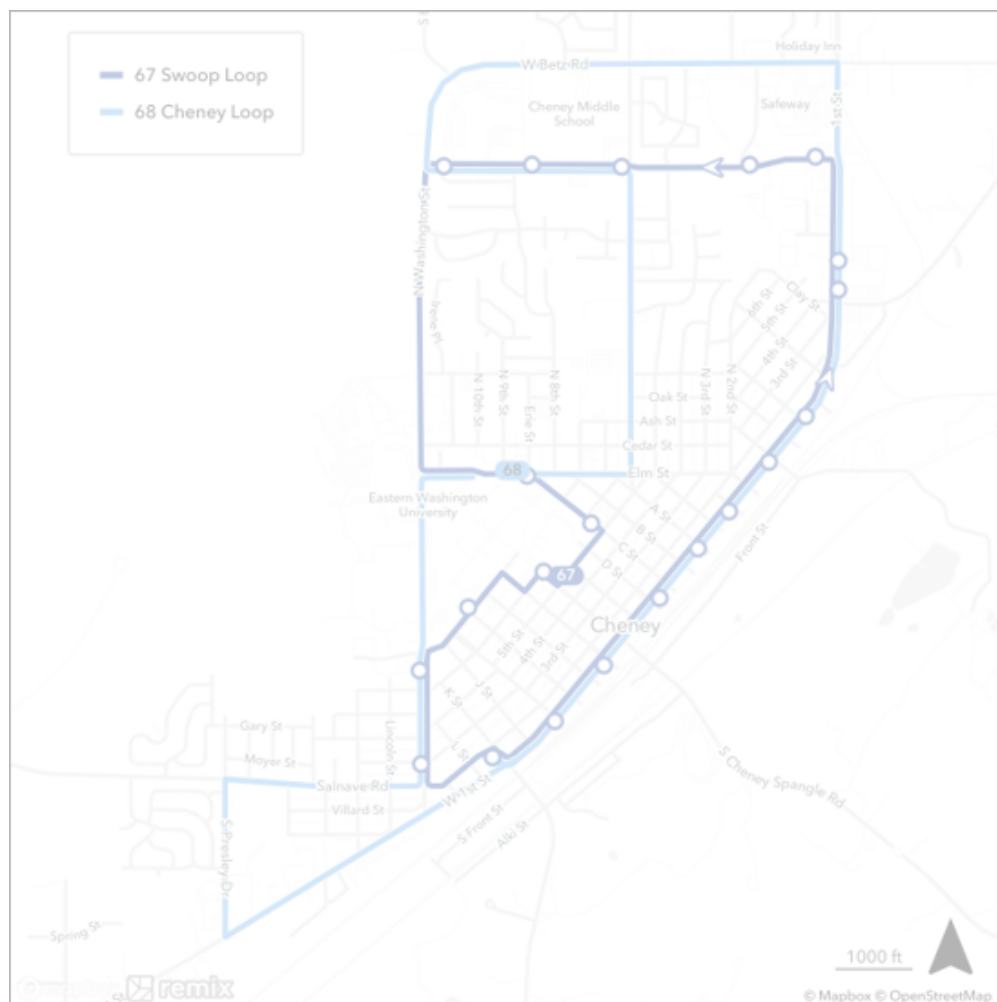 67 Swoop Loop
68 Cheney Loop
Holiday Inn
W Betz Rd
Cheney Middle
School
Safeway
1st St
N Washington St
Clay St
6th St
5th St
4th St
3rd St
Irene Pl
N 10th St
N 9th St
N 8th St
Erie St
N 3rd St
N 2nd St
Oak St
Ash St
Cedar St
Elm St
68
Eastern Washington
University
A St
B St
C St
D St
Front St
67
Cheney
5th St
4th St
3rd St
J St
K St
L St
Gary St
Moyer St
Lincoln St
Salnave Rd
Villard St
W 1st St
S Front St
Alki St
S Cheney Spangle Rd
S Presley Dr
Spring St
1000 ft
mapbox
remix
© Mapbox © OpenStreetMap